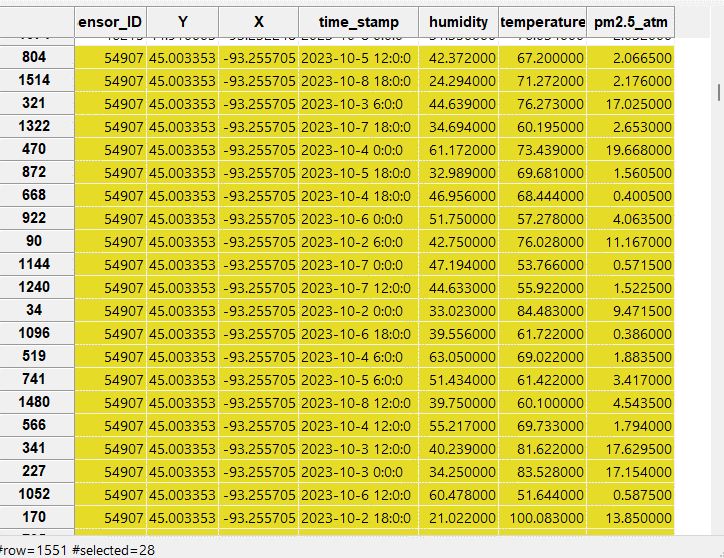 ensor_ID Y X time_stamp humidity temperature pm2.5_atm
804 54907 45.003353 -93.255705 2023-10-5 12:0:0 42.372000 67.200000 2.066500
1514 54907 45.003353 -93.255705 2023-10-8 18:0:0 24.294000 71.272000 2.176000
321 54907 45.003353 -93.255705 2023-10-3 6:0:0 44.639000 76.273000 17.025000
1322 54907 45.003353 -93.255705 2023-10-7 18:0:0 34.694000 60.195000 2.653000
470 54907 45.003353 -93.255705 2023-10-4 0:0:0 61.172000 73.439000 19.668000
872 54907 45.003353 -93.255705 2023-10-5 18:0:0 32.989000 69.681000 1.560500
668 54907 45.003353 -93.255705 2023-10-4 18:0:0 46.956000 68.444000 0.400500
922 54907 45.003353 -93.255705 2023-10-6 0:0:0 51.750000 57.278000 4.063500
90 54907 45.003353 -93.255705 2023-10-2 6:0:0 42.750000 76.028000 11.167000
1144 54907 45.003353 -93.255705 2023-10-7 0:0:0 47.194000 53.766000 0.571500
1240 54907 45.003353 -93.255705 2023-10-7 12:0:0 44.633000 55.922000 1.522500
34 54907 45.003353 -93.255705 2023-10-2 0:0:0 33.023000 84.483000 9.471500
1096 54907 45.003353 -93.255705 2023-10-6 18:0:0 39.556000 61.722000 0.386000
519 54907 45.003353 -93.255705 2023-10-4 6:0:0 63.050000 69.022000 1.883500
741 54907 45.003353 -93.255705 2023-10-5 6:0:0 51.434000 61.422000 3.417000
1480 54907 45.003353 -93.255705 2023-10-8 12:0:0 39.750000 60.100000 4.543500
566 54907 45.003353 -93.255705 2023-10-4 12:0:0 55.217000 69.733000 1.794000
341 54907 45.003353 -93.255705 2023-10-3 12:0:0 40.239000 81.622000 17.629500
227 54907 45.003353 -93.255705 2023-10-3 0:0:0 34.250000 83.528000 17.154000
1052 54907 45.003353 -93.255705 2023-10-6 12:0:0 60.478000 51.644000 0.587500
170 54907 45.003353 -93.255705 2023-10-2 18:0:0 21.022000 100.083000 13.850000
#row=1551 #selected=28